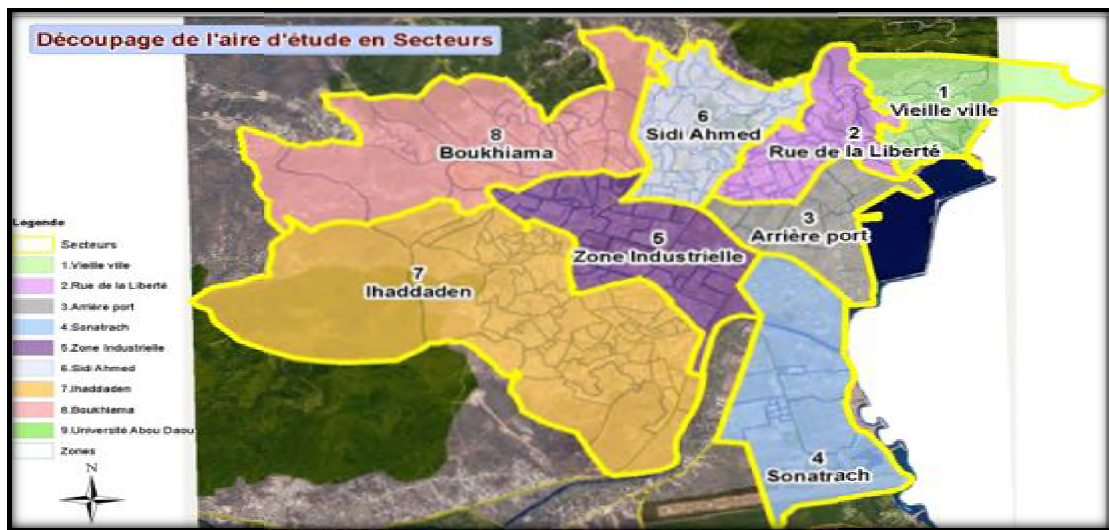 Découpage de l'aire d'étude en Secteurs
1
Vieille ville
6
Sidi Ahmed
2
Rue de la Liberté
8
Boukhiama
3
Arrière port
5
Zone Industrielle
7
Ihaddaden
4
Sonatrach
Légende
Secteurs
1.Vieille ville
2.Rue de la Liberté
3.Arrière port
4.Sonatrach
5.Zone Industrielle
6.Sidi Ahmed
7.Ihaddaden
8.Boukhiama
9.Université Abou Daou
Zones
N